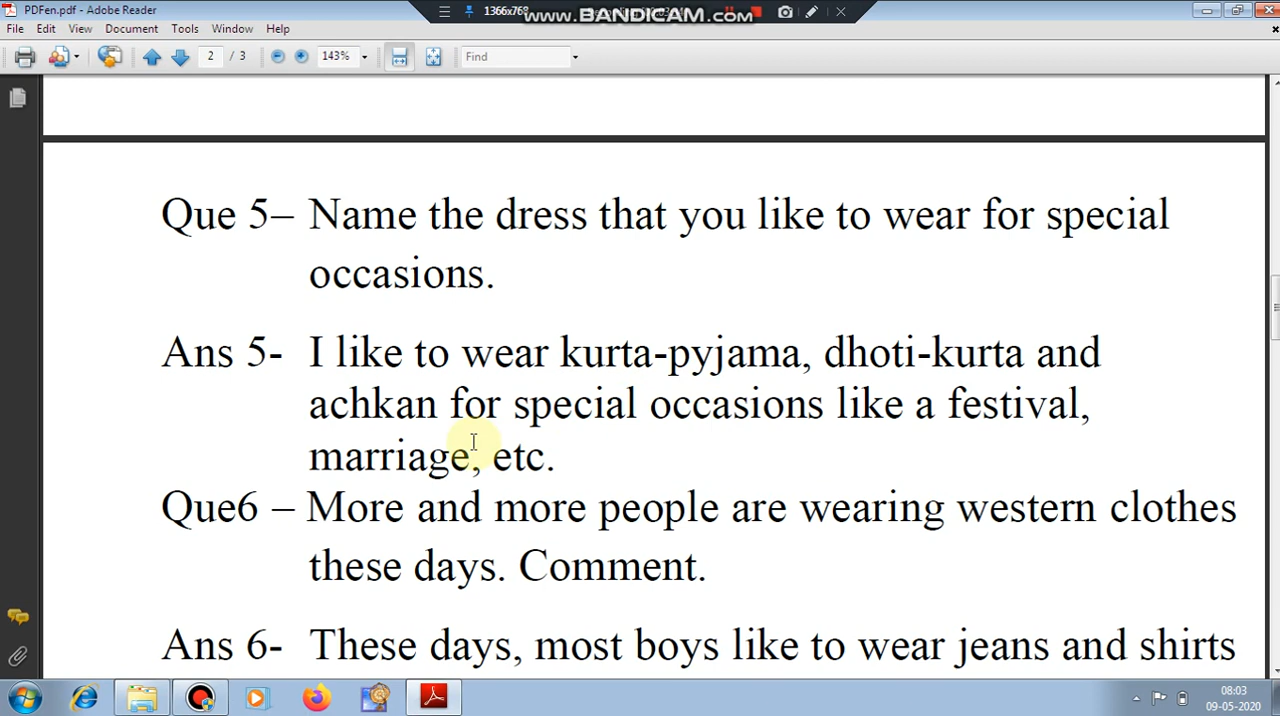 PDFen.pdf - Adobe Reader
1366x768
www.BANDICAM.com
File Edit View Document Tools Window Help
2 / 3 143% Find
Que 5– Name the dress that you like to wear for special
occasions.
Ans 5- I like to wear kurta-pyjama, dhoti-kurta and
achkan for special occasions like a festival,
marriage, etc.
Que6 – More and more people are wearing western clothes
these days. Comment.
Ans 6- These days, most boys like to wear jeans and shirts
08:03
09-05-2020